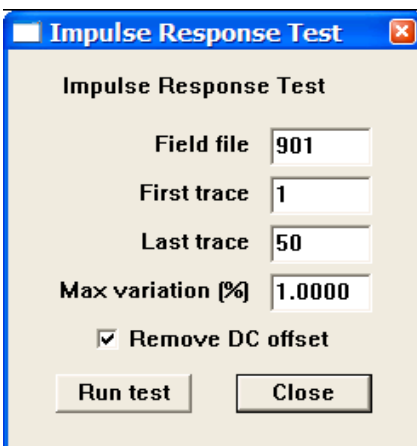 Impulse Response Test
Impulse Response Test
Field file 901
First trace 1
Last trace 50
Max variation (%) 1.0000
Remove DC offset
Run test Close